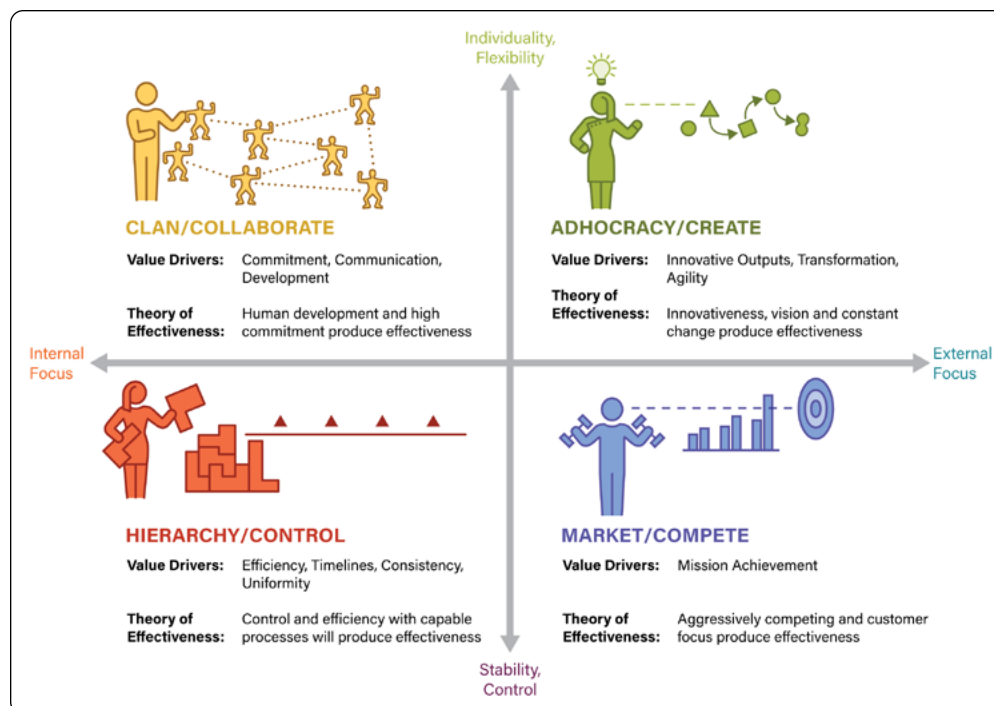 Individuality,
Flexibility
CLAN/COLLABORATE
Value Drivers: Commitment, Communication,
Development
Theory of Human development and high
Effectiveness: commitment produce effectiveness
ADHOCRACY/CREATE
Value Drivers: Innovative Outputs, Transformation,
Agility
Theory of
Effectiveness: Innovativeness, vision and constant
change produce effectiveness
Internal
Focus
External
Focus
HIERARCHY/CONTROL
Value Drivers: Efficiency, Timelines, Consistency,
Uniformity
Theory of Control and efficiency with capable
Effectiveness: processes will produce effectiveness
MARKET/COMPETE
Value Drivers: Mission Achievement
Theory of Aggressively competing and customer
Effectiveness: focus produce effectiveness
Stability,
Control